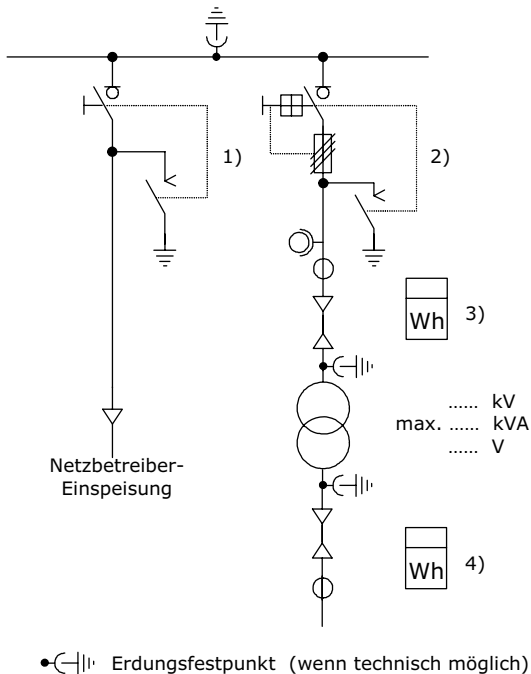 1)
2)
3)
Wh
...... kV
max. ...... kVA
...... V
Netzbetreiber-
Einspeisung
4)
Wh
Erdungsfestpunkt (wenn technisch möglich)